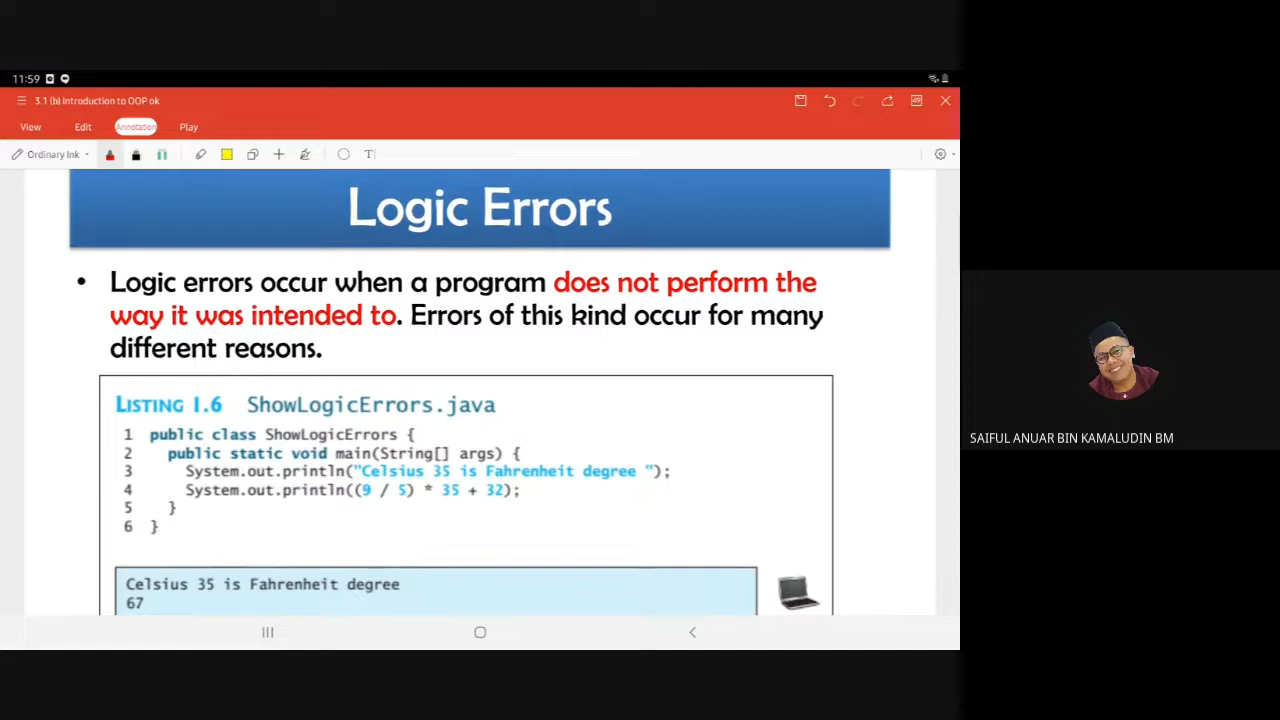 11:59
3.1 (b) Introduction to OOP ok
49
View Edit Annotation Play
Ordinary Ink
T
Logic Errors
• Logic errors occur when a program does not perform the
way it was intended to. Errors of this kind occur for many
different reasons.
LISTING 1.6 ShowLogicErrors.java
1 public class ShowLogicErrors {
2 public static void main(String[] args) {
3 System.out.println("Celsius 35 is Fahrenheit degree ");
4 System.out.println((9 / 5) * 35 + 32);
5 }
6 }
Celsius 35 is Fahrenheit degree
67
SAIFUL ANUAR BIN KAMALUDIN BM